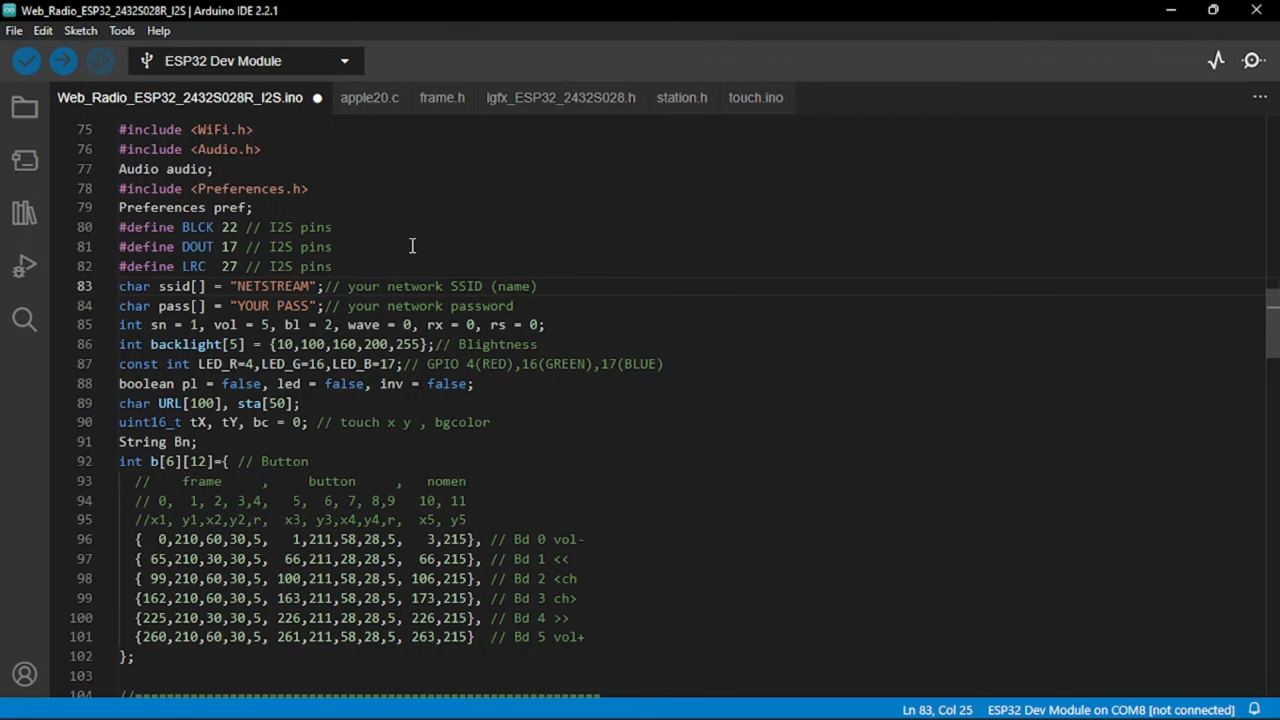 Web_Radio_ESP32_2432S028R_I2S | Arduino IDE 2.2.1
File Edit Sketch Tools Help
ESP32 Dev Module
Web_Radio_ESP32_2432S028R_I2S.ino apple20.c frame.h lgfx_ESP32_2432S028.h station.h touch.ino ...
75 #include <WiFi.h>
76 #include <Audio.h>
77 Audio audio;
78 #include <Preferences.h>
79 Preferences pref;
80 #define BLCK 22 // I2S pins
81 #define DOUT 17 // I2S pins
82 #define LRC  27 // I2S pins
83 char ssid[] = "NETSTREAM";// your network SSID (name)
84 char pass[] = "YOUR PASS";// your network password
85 int sn = 1, vol = 5, bl = 2, wave = 0, rx = 0, rs = 0;
86 int backlight[5] = {10,100,160,200,255};// Blightness
87 const int LED_R=4,LED_G=16,LED_B=17;// GPIO 4(RED),16(GREEN),17(BLUE)
88 boolean pl = false, led = false, inv = false;
89 char URL[100], sta[50];
90 uint16_t tX, tY, bc = 0; // touch x y , bgcolor
91 String Bn;
92 int b[6][12]={ // Button
93   //    frame    ,     button     ,   nomen
94   // 0,  1, 2, 3,4,   5,  6, 7, 8,9   10, 11
95   //x1, y1,x2,y2,r,  x3, y3,x4,y4,r,  x5, y5
96   {  0,210,60,30,5,   1,211,58,28,5,   3,215}, // Bd 0 vol-
97   { 65,210,30,30,5,  66,211,28,28,5,  66,215}, // Bd 1 <<
98   { 99,210,60,30,5, 100,211,58,28,5, 106,215}, // Bd 2 <ch
99   {162,210,60,30,5, 163,211,58,28,5, 173,215}, // Bd 3 ch>
100   {225,210,30,30,5, 226,211,28,28,5, 226,215}, // Bd 4 >>
101   {260,210,60,30,5, 261,211,58,28,5, 263,215}  // Bd 5 vol+
102 };
103
104 //===========================================================
Ln 83, Col 25 ESP32 Dev Module on COM8 [not connected]